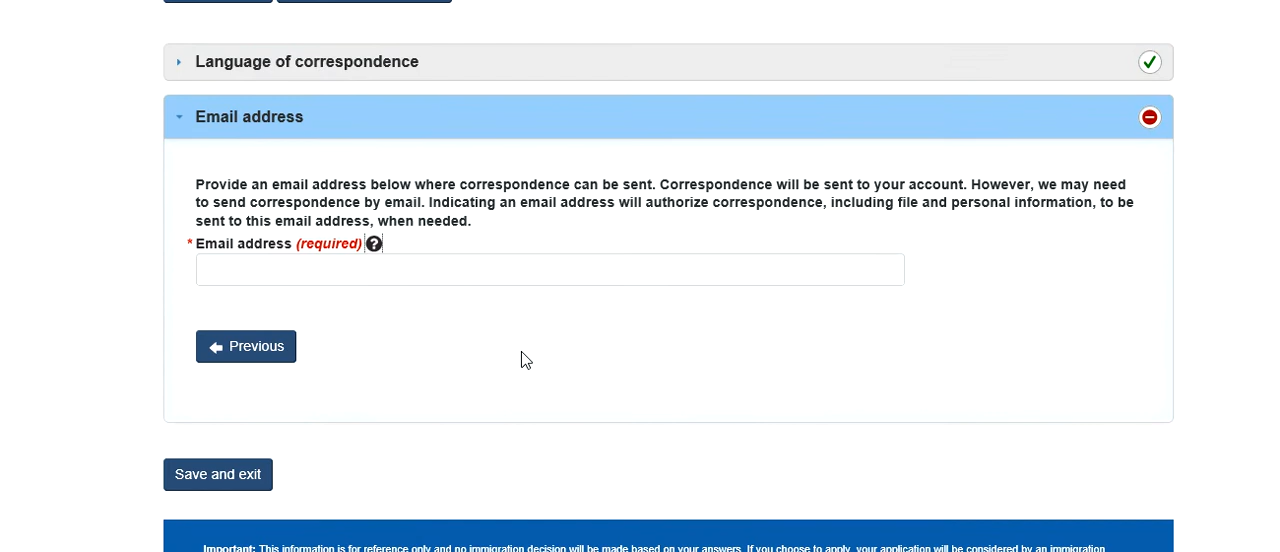 Language of correspondence
Email address
Provide an email address below where correspondence can be sent. Correspondence will be sent to your account. However, we may need
to send correspondence by email. Indicating an email address will authorize correspondence, including file and personal information, to be
sent to this email address, when needed.
* Email address (required) ?
Previous
Save and exit
Important: This information is for reference only and no immigration decision will be made based on your answers. If you choose to apply, your application will be considered by an immigration